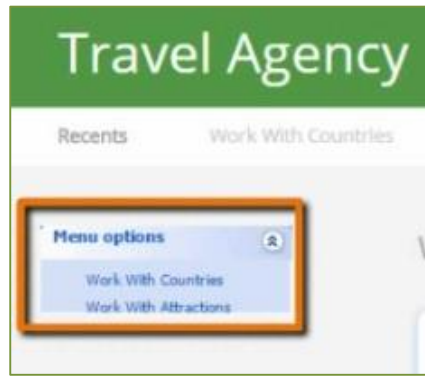 Travel Agency
Recents Work With Countries
Menu options
Work With Countries
Work With Attractions